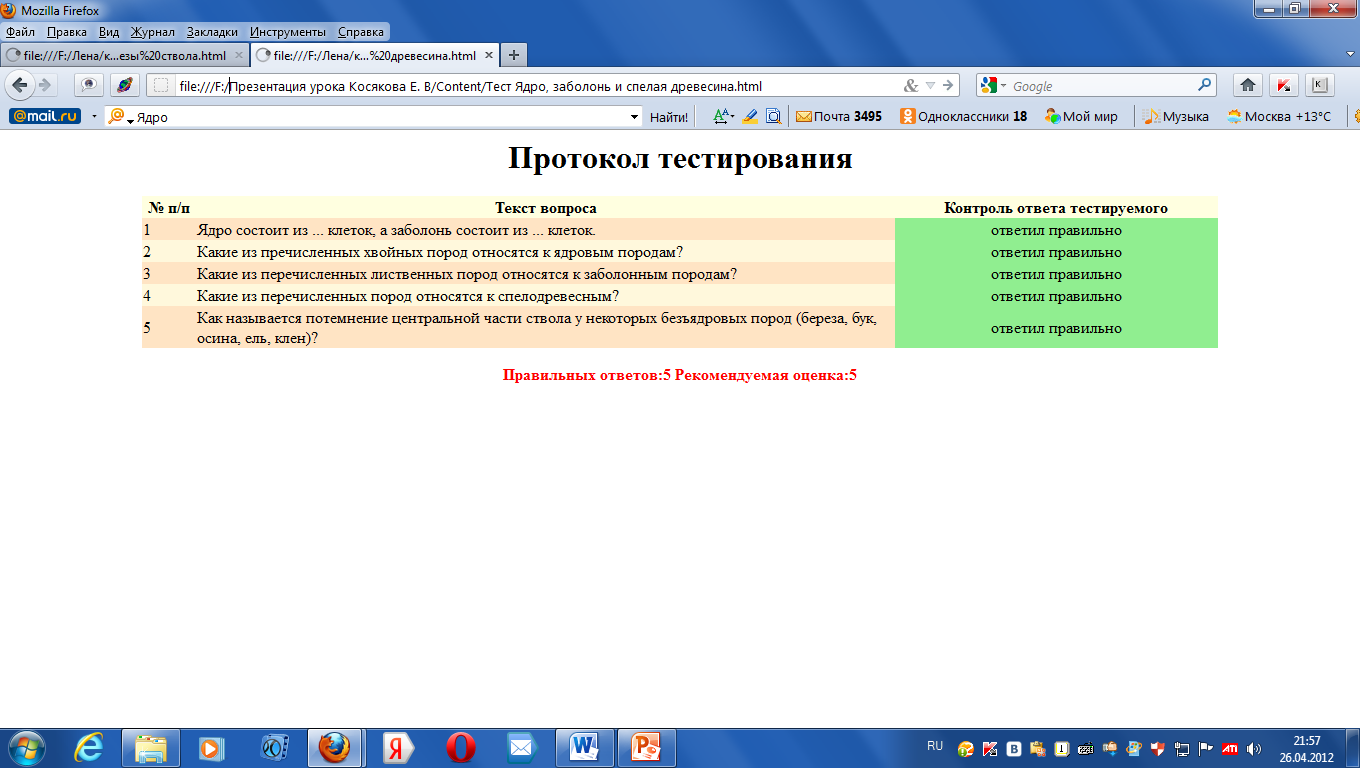 Mozilla Firefox
Файл Правка Вид Журнал Закладки Инструменты Справка
file:///F:/Лена/к...езы%20ствола.html
file:///F:/Лена/к...%20древесина.html
file:///F:/Презентация урока Косякова Е. В/Content/Тест Ядро, заболонь и спелая древесина.html
Google
@mail.ru Ядро Найти! Почта 3495 Одноклассники 18 Мой мир Музыка Москва +13°C
Протокол тестирования
№ п/п Текст вопроса Контроль ответа тестируемого
1 Ядро состоит из ... клеток, а заболонь состоит из ... клеток. ответил правильно
2 Какие из пречисленных хвойных пород относятся к ядровым породам? ответил правильно
3 Какие из перечисленных лиственных пород относятся к заболонным породам? ответил правильно
4 Какие из перечисленных пород относятся к спелодревесным? ответил правильно
5 Как называется потемнение центральной части ствола у некоторых безъядровых пород (береза, бук,
осина, ель, клен)? ответил правильно
Правильных ответов:5 Рекомендуемая оценка:5
RU
21:57
26.04.2012